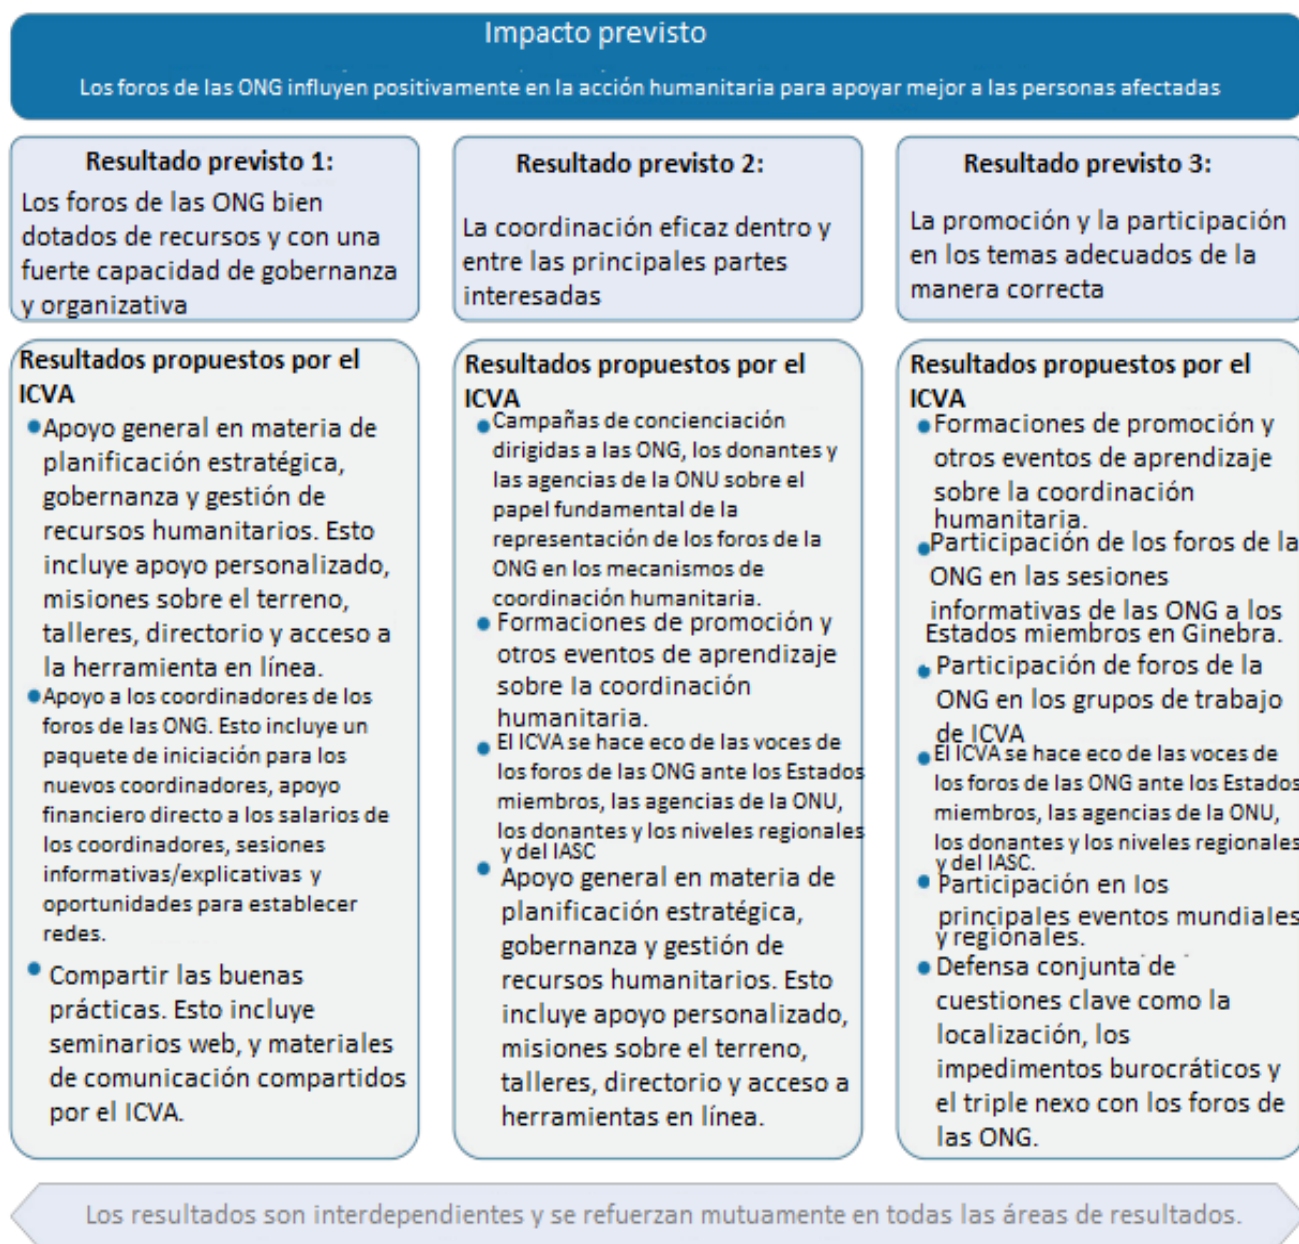 Impacto previsto
Los foros de las ONG influyen positivamente en la acción humanitaria para apoyar mejor a las personas afectadas
Resultado previsto 1:
Los foros de las ONG bien
dotados de recursos y con una
fuerte capacidad de gobernanza
y organizativa
Resultado previsto 2:
La coordinación eficaz dentro y
entre las principales partes
interesadas
Resultado previsto 3:
La promoción y la participación
en los temas adecuados de la
manera correcta
Resultados propuestos por el
ICVA
Apoyo general en materia de
planificación estratégica,
gobernanza y gestión de
recursos humanitarios. Esto
incluye apoyo personalizado,
misiones sobre el terreno,
talleres, directorio y acceso a
la herramienta en línea.
Apoyo a los coordinadores de los
foros de las ONG. Esto incluye un
paquete de iniciación para los
nuevos coordinadores, apoyo
financiero directo a los salarios de
los coordinadores, sesiones
informativas/explicativas y
oportunidades para establecer
redes.
Compartir las buenas
prácticas. Esto incluye
seminarios web, y materiales
de comunicación compartidos
por el ICVA.
Resultados propuestos por el
ICVA
Campañas de concienciación
dirigidas a las ONG, los donantes y
las agencias de la ONU sobre el
papel fundamental de la
representación de los foros de la
ONG en los mecanismos de
coordinación humanitaria.
Formaciones de promoción y
otros eventos de aprendizaje
sobre la coordinación
humanitaria.
El ICVA se hace eco de las voces de
los foros de las ONG ante los Estados
miembros, las agencias de la ONU,
los donantes y los niveles regionales
y del IASC
Apoyo general en materia de
planificación estratégica,
gobernanza y gestión de
recursos humanitarios. Esto
incluye apoyo personalizado,
misiones sobre el terreno,
talleres, directorio y acceso a
herramientas en línea.
Resultados propuestos por el
ICVA
Formaciones de promoción y
otros eventos de aprendizaje
sobre la coordinación
humanitaria.
Participación de los foros de la
ONG en las sesiones
informativas de las ONG a los
Estados miembros en Ginebra.
Participación de foros de la
ONG en los grupos de trabajo
de ICVA
El ICVA se hace eco de las voces de
los foros de las ONG ante los Estados
miembros, las agencias de la ONU,
los donantes y los niveles regionales
y del IASC.
Participación en los
principales eventos mundiales
y regionales.
Defensa conjunta de
cuestiones clave como la
localización, los
impedimentos burocráticos y
el triple nexo con los foros de
las ONG.
Los resultados son interdependientes y se refuerzan mutuamente en todas las áreas de resultados.